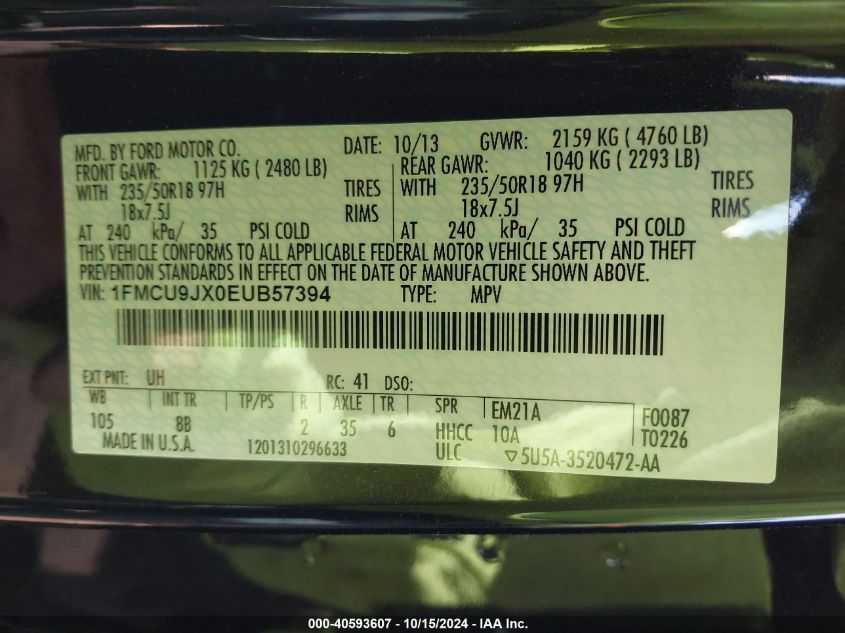 MFD. BY FORD MOTOR CO. DATE: 10/13 GVWR: 2159 KG ( 4760 LB)
FRONT GAWR: 1125 KG ( 2480 LB) REAR GAWR: 1040 KG ( 2293 LB)
WITH 235/50R18 97H TIRES WITH 235/50R18 97H TIRES
18x7.5J RIMS 18x7.5J RIMS
AT 240 kPa/ 35 PSI COLD AT 240 kPa/ 35 PSI COLD
THIS VEHICLE CONFORMS TO ALL APPLICABLE FEDERAL MOTOR VEHICLE SAFETY AND THEFT
PREVENTION STANDARDS IN EFFECT ON THE DATE OF MANUFACTURE SHOWN ABOVE.
VIN: 1FMCU9JX0EUB57394 TYPE: MPV
EXT PNT: UH RC: 41 DSO:
WB INT TR TP/PS R AXLE TR SPR EM21A F0087
105 8B 2 35 6 HHCC 10A T0226
MADE IN U.S.A. 1201310296633 ULC ▽5U5A-3520472-AA
000-40593607 - 10/15/2024 - IAA Inc.